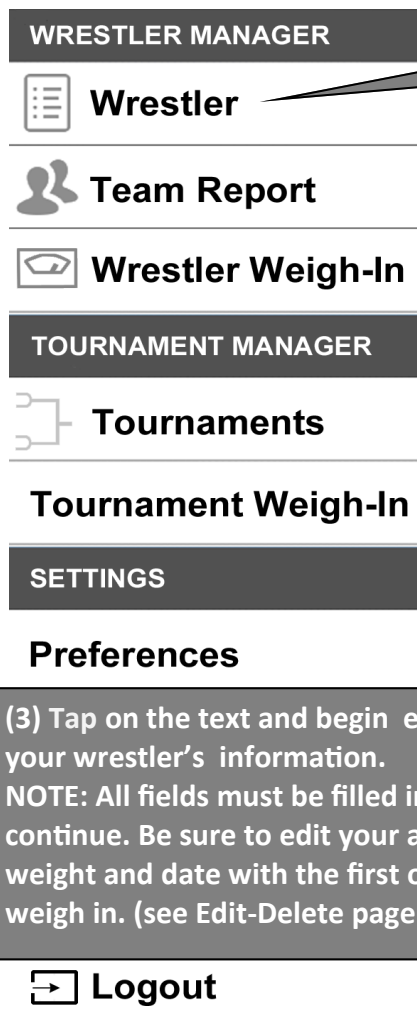 WRESTLER MANAGER
Wrestler
Team Report
Wrestler Weigh-In
TOURNAMENT MANAGER
Tournaments
Tournament Weigh-In
SETTINGS
Preferences
(3) Tap on the text and begin
your wrestler’s information.
NOTE: All fields must be filled
continue. Be sure to edit your
weight and date with the first
weigh in. (see Edit-Delete page
Logout